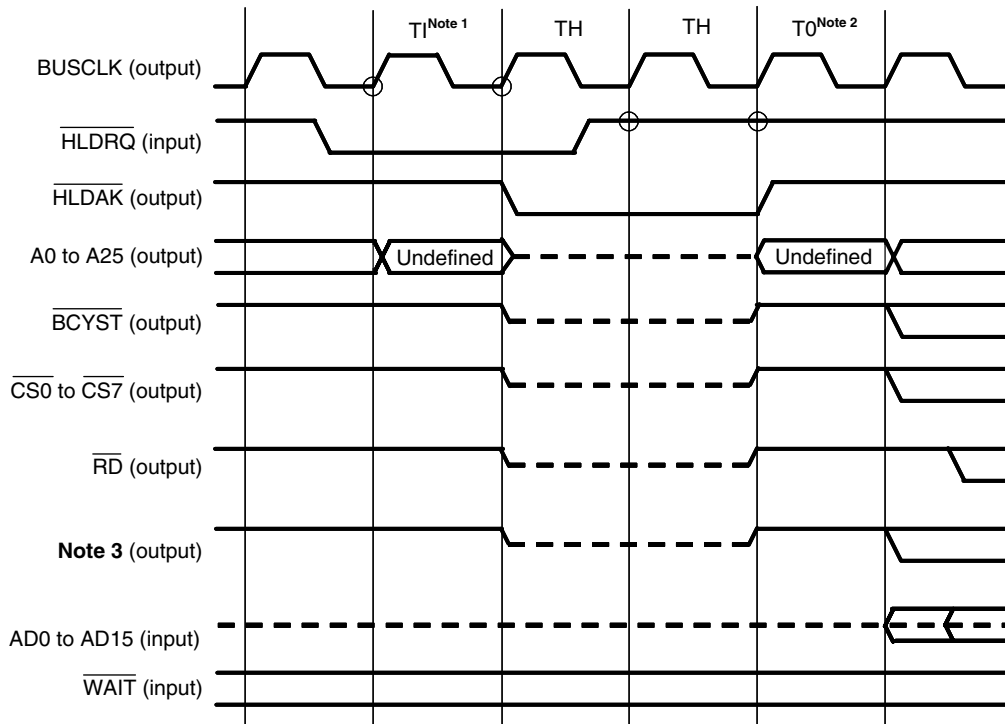 TI Note 1 TH TH T0 Note 2
BUSCLK (output)
HLDRQ (input)
HLDAK (output)
A0 to A25 (output) Undefined Undefined
BCYST (output)
CS0 to CS7 (output)
RD (output)
Note 3 (output)
AD0 to AD15 (input)
WAIT (input)